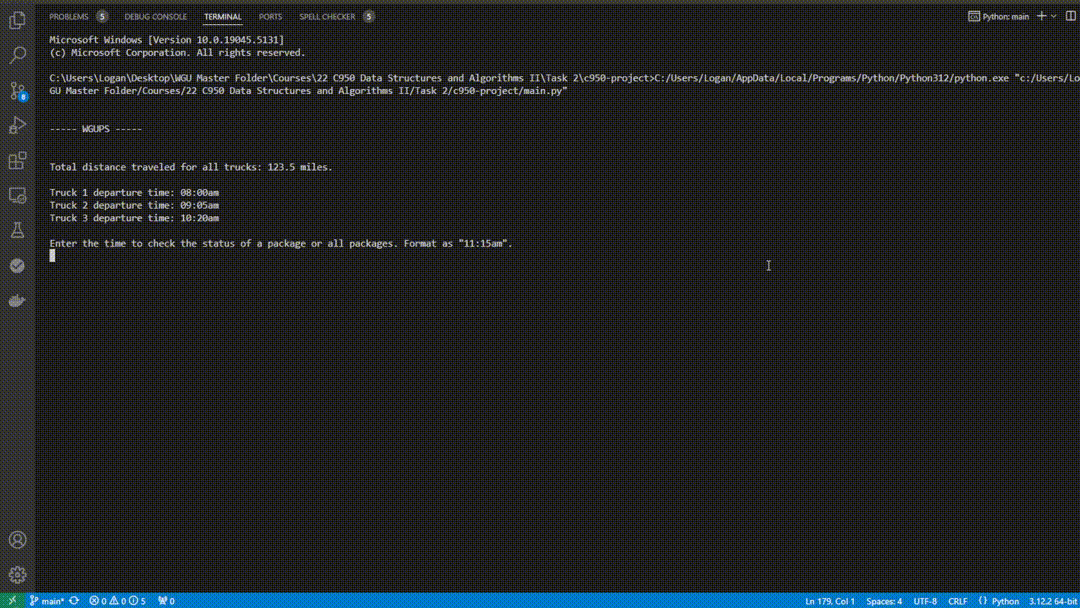 PROBLEMS 5 DEBUG CONSOLE TERMINAL PORTS SPELL CHECKER 5 Python: main
Microsoft Windows [Version 10.0.19045.5131]
(c) Microsoft Corporation. All rights reserved.
C:\Users\Logan\Desktop\WGU Master Folder\Courses\22 C950 Data Structures and Algorithms II\Task 2\c950-project>C:/Users/Logan/AppData/Local/Programs/Python/Python312/python.exe "c:/Users/Lo
GU Master Folder/Courses/22 C950 Data Structures and Algorithms II/Task 2/c950-project/main.py"
----- WGUPS -----
Total distance traveled for all trucks: 123.5 miles.
Truck 1 departure time: 08:00am
Truck 2 departure time: 09:05am
Truck 3 departure time: 10:20am
Enter the time to check the status of a package or all packages. Format as "11:15am".
8
main* 0 0 5 0 Ln 179, Col 1 Spaces: 4 UTF-8 CRLF {} Python 3.12.2 64-bit